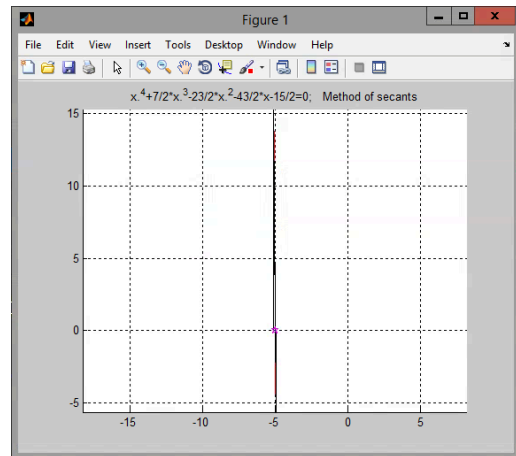 Figure 1
File Edit View Insert Tools Desktop Window Help
x.^4+7/2*x.^3-23/2*x.^2-43/2*x-15/2=0; Method of secants
15
10
5
0
-5
-15 -10 -5 0 5